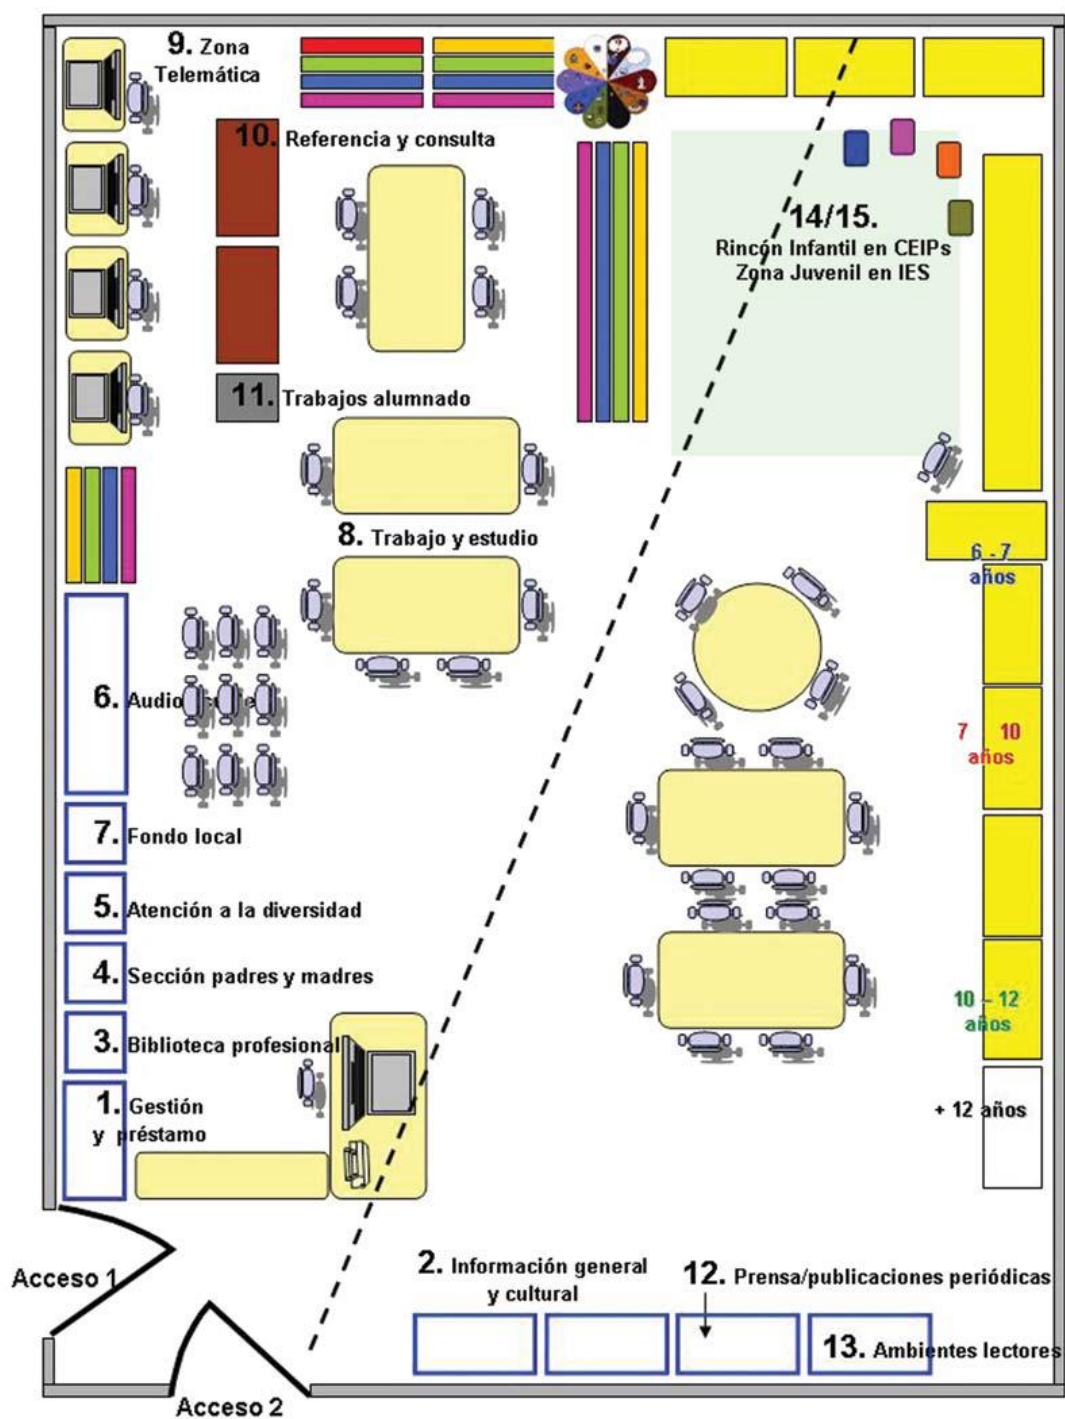 9. Zona
Telemática
10. Referencia y consulta
14/15.
Rincón Infantil en CEIPs
Zona Juvenil en IES
11. Trabajos alumnado
8. Trabajo y estudio
6 - 7
años
6.
7 10
años
7. Fondo local
5. Atención a la diversidad
4. Sección padres y madres
10 – 12
años
3. Biblioteca profesional
1. Gestión
y préstamo
+ 12 años
Acceso 1
2. Información general
y cultural
12. Prensa/publicaciones periódicas
13. Ambientes lectores
Acceso 2